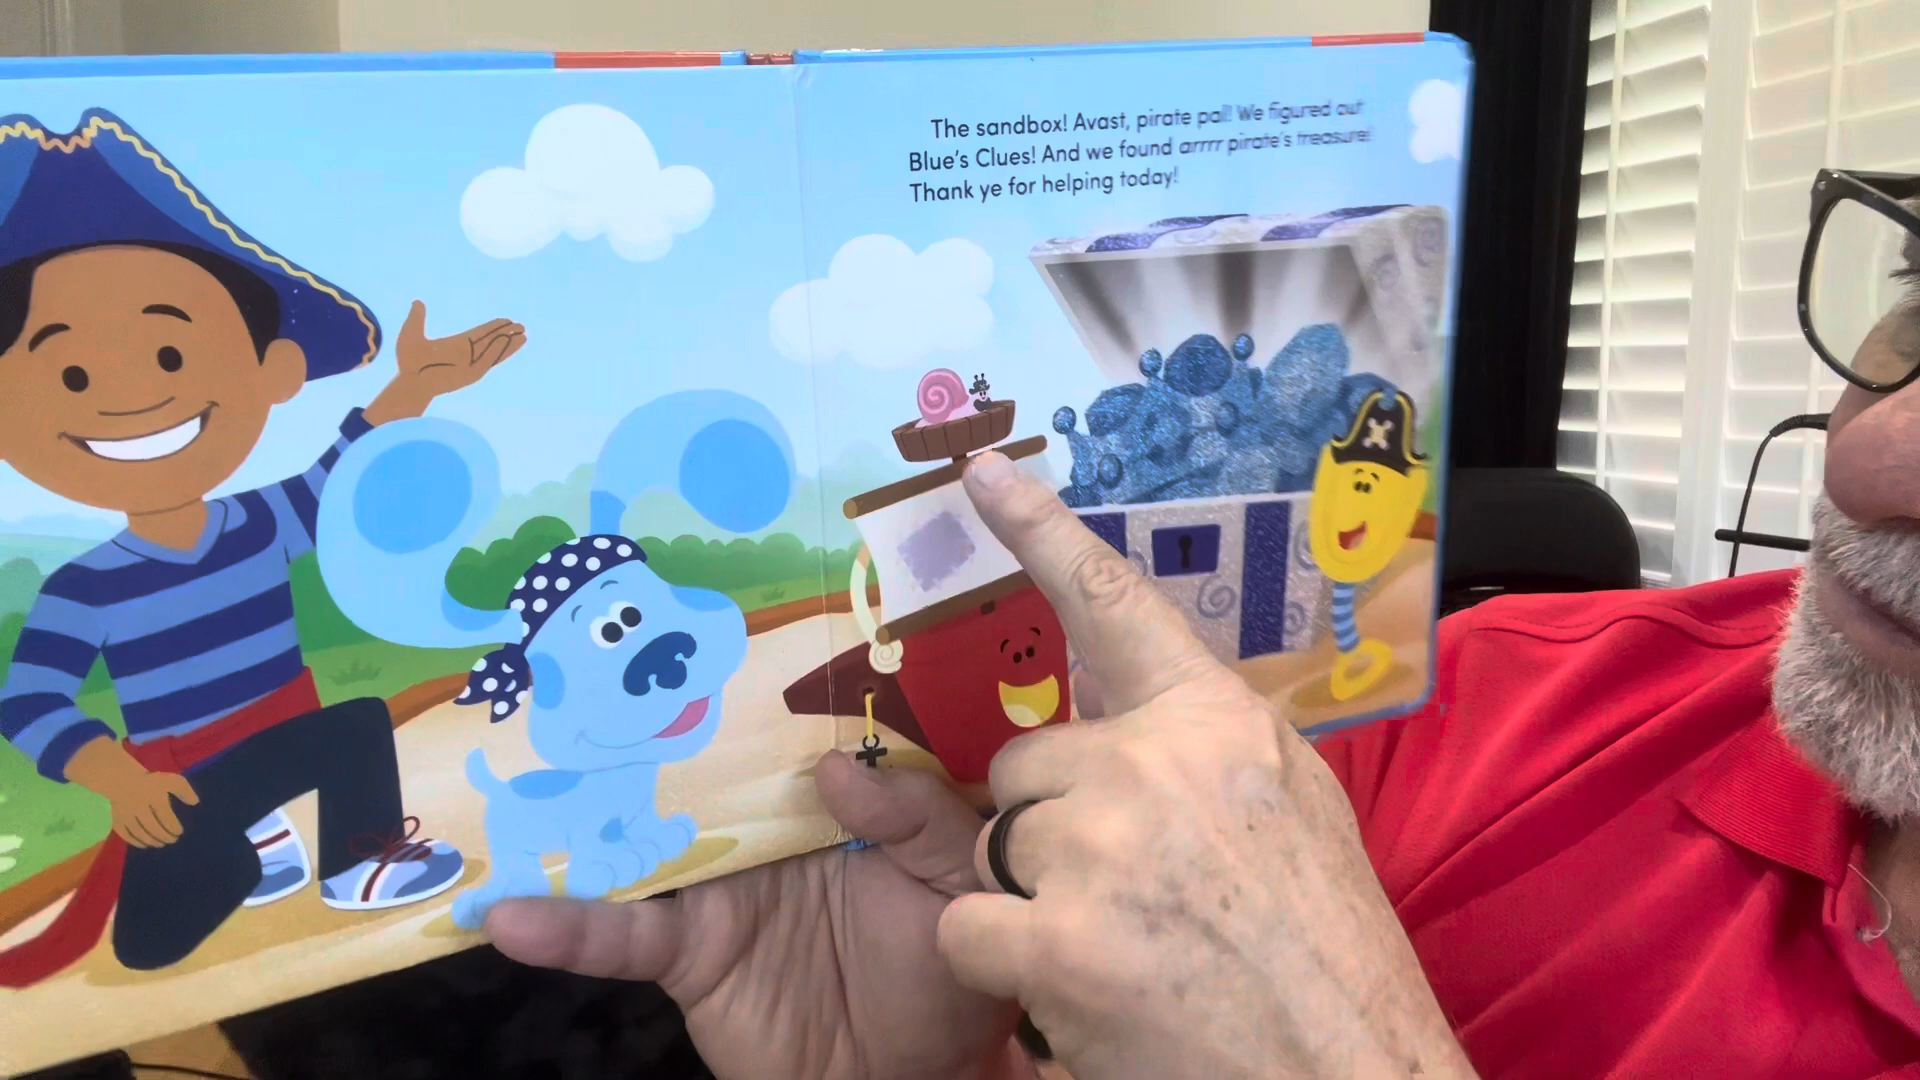 The sandbox! Avast, pirate pal! We figured out
Blue's Clues! And we found arrrr pirate's treasure!
Thank ye for helping today!